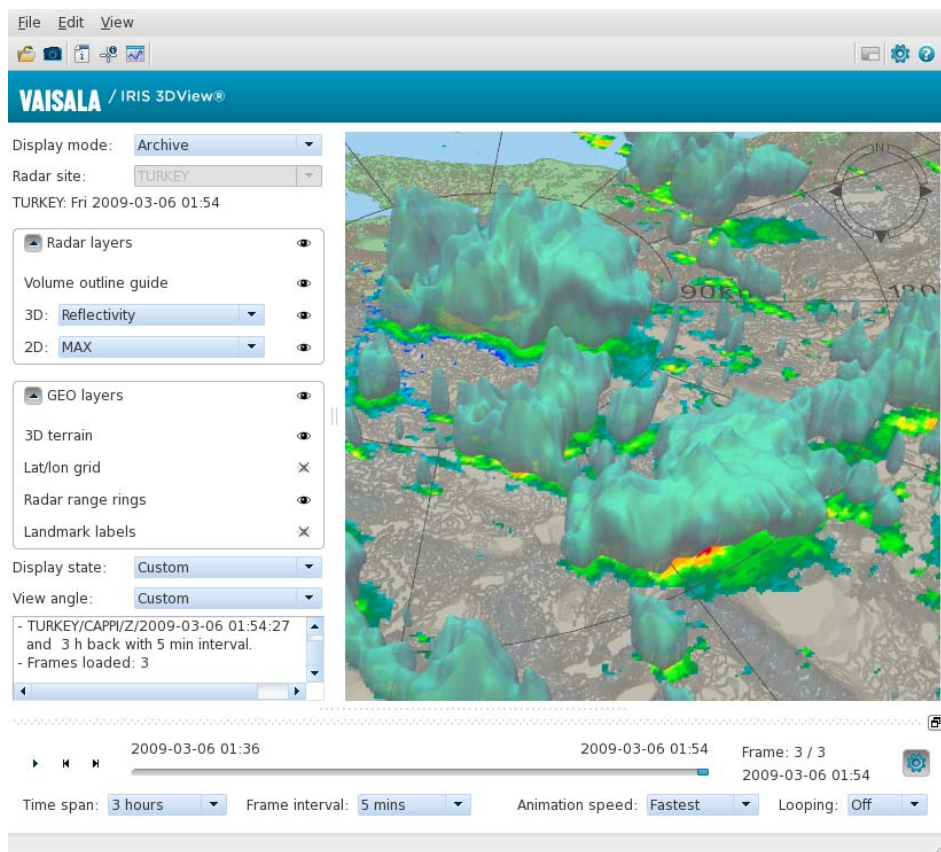 File Edit View
VAISALA / IRIS 3DView®
Display mode: Archive
Radar site: TURKEY
TURKEY: Fri 2009-03-06 01:54
Radar layers
Volume outline guide
3D: Reflectivity
2D: MAX
GEO layers
3D terrain
Lat/lon grid
Radar range rings
Landmark labels
Display state: Custom
View angle: Custom
- TURKEY/CAPPI/Z/2009-03-06 01:54:27
and 3 h back with 5 min interval.
- Frames loaded: 3
N
2009-03-06 01:36 2009-03-06 01:54 Frame: 3 / 3
2009-03-06 01:54
Time span: 3 hours Frame interval: 5 mins Animation speed: Fastest Looping: Off